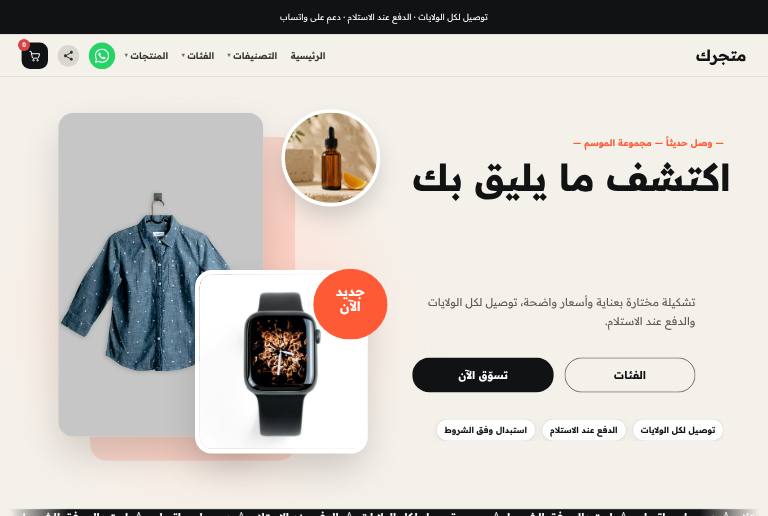 توصيل لكل الولايات · الدفع عند الاستلام · دعم على واتساب
متجرك
الرئيسية
التصنيفات
الفئات
المنتجات
0
— وصل حديثاً — مجموعة الموسم —
اكتشف ما يليق بك
جديد
الآن
تشكيلة مختارة بعناية وأسعار واضحة، توصيل لكل الولايات
والدفع عند الاستلام.
الفئات
تسوّق الآن
توصيل لكل الولايات
الدفع عند الاستلام
استبدال وفق الشروط